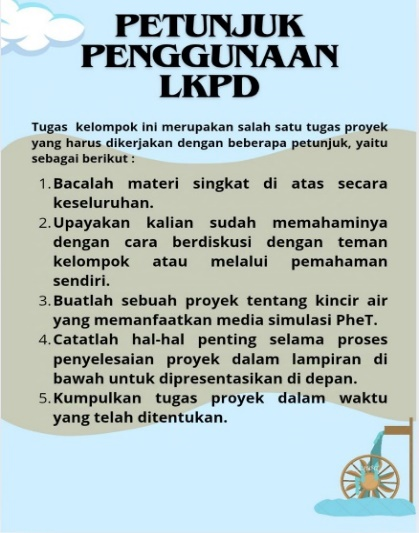 PETUNJUK
PENGGUNAAN
LKPD
Tugas kelompok ini merupakan salah satu tugas proyek
yang harus dikerjakan dengan beberapa petunjuk, yaitu
sebagai berikut :
1. Bacalah materi singkat di atas secara
keseluruhan.
2. Upayakan kalian sudah memahaminya
dengan cara berdiskusi dengan teman
kelompok atau melalui pemahaman
sendiri.
3. Buatlah sebuah proyek tentang kincir air
yang memanfaatkan media simulasi PheT.
4. Catatlah hal-hal penting selama proses
penyelesaian proyek dalam lampiran di
bawah untuk dipresentasikan di depan.
5. Kumpulkan tugas proyek dalam waktu
yang telah ditentukan.